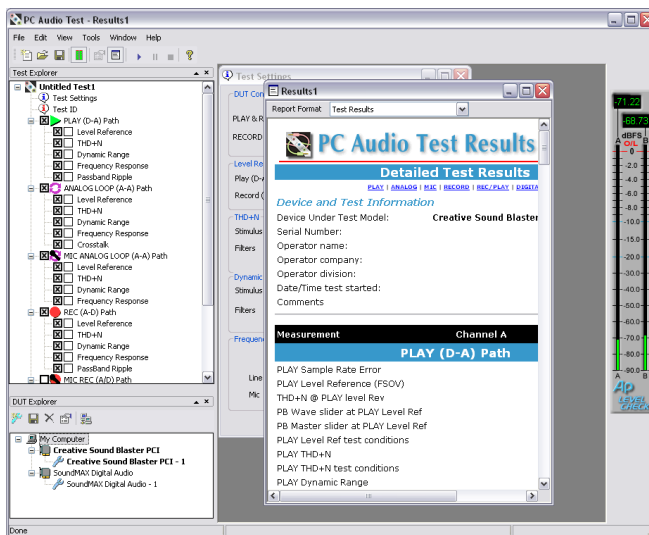 PC Audio Test - Results1
File Edit View Tools Window Help
Test Explorer
Untitled Test1
Test Settings
Test ID
PLAY (D-A) Path
Level Reference
THD+N
Dynamic Range
Frequency Response
Passband Ripple
ANALOG LOOP (A-A) Path
Level Reference
THD+N
Dynamic Range
Frequency Response
Crosstalk
MIC ANALOG LOOP (A-A) Path
Level Reference
THD+N
Dynamic Range
Frequency Response
REC (A-D) Path
Level Reference
THD+N
Dynamic Range
Frequency Response
PassBand Ripple
MIC REC (A/D) Path
DUT Explorer
My Computer
Creative Sound Blaster PCI
Creative Sound Blaster PCI - 1
SoundMAX Digital Audio
SoundMAX Digital Audio - 1
Done
Test Settings
DUT Con
PLAY & R
RECORD
Level Re
Play (D-A
Record (
THD+N
Stimulus
Filters
Dynamic
Stimulus
Filters
Frequenc
Line
Mic
Results1
Report Format Test Results
PC Audio Test Results
Detailed Test Results
PLAY | ANALOG | MIC | RECORD | REC/PLAY | DIGITA
Device and Test Information
Device Under Test Model: Creative Sound Blaster
Serial Number:
Operator name:
Operator company:
Operator division:
Date/Time test started:
Comments
Measurement Channel A
PLAY (D-A) Path
PLAY Sample Rate Error
PLAY Level Reference (FSOV)
THD+N @ PLAY level Rev
PB Wave slider at PLAY Level Ref
PB Master slider at PLAY Level Ref
PLAY Level Ref test conditions
PLAY THD+N
PLAY THD+N test conditions
PLAY Dynamic Range
-71.22
-68.73
dBFS
A O/L B
0
-2.0
-4.0
-6.0
-8.0
-10.0
-15.0
-20.0
-30.0
-40.0
-50.0
-60.0
-70.0
-80.0
-90.0
A B
Ap
LEVEL
CHECK